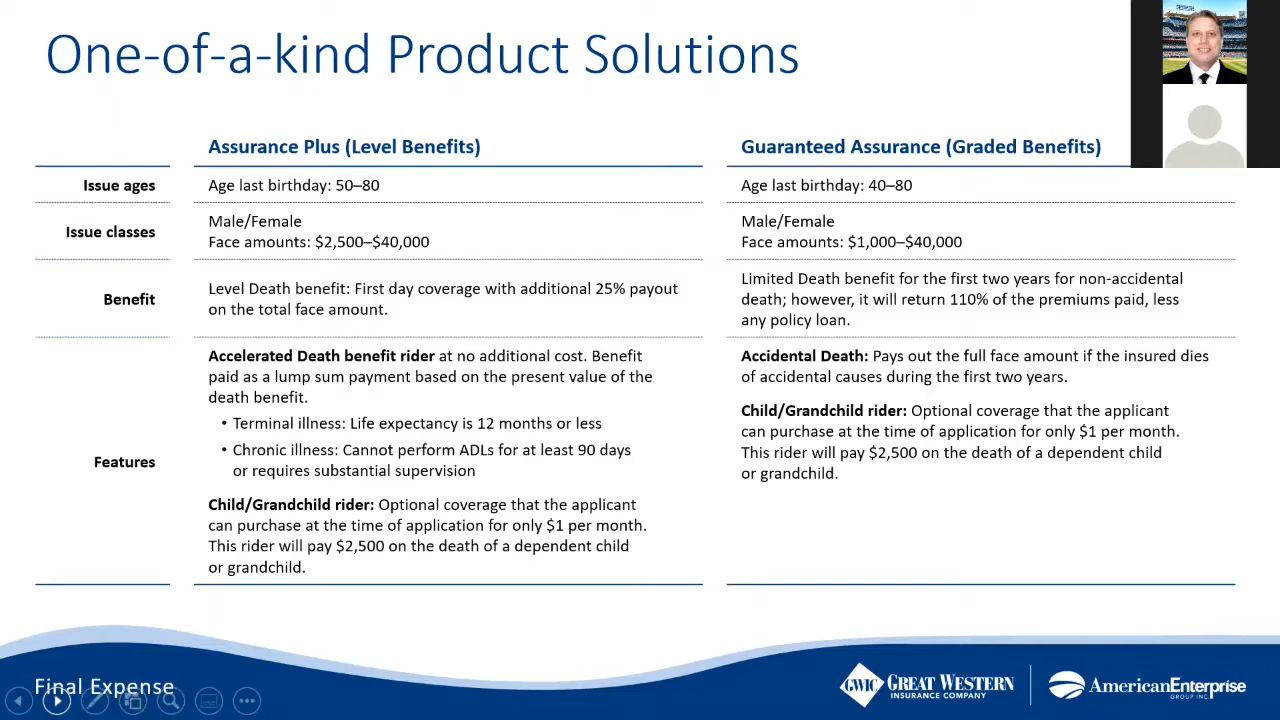 One-of-a-kind Product Solutions
Assurance Plus (Level Benefits)
Guaranteed Assurance (Graded Benefits)
Issue ages
Age last birthday: 50–80
Age last birthday: 40–80
Issue classes
Male/Female
Face amounts: $2,500–$40,000
Male/Female
Face amounts: $1,000–$40,000
Benefit
Level Death benefit: First day coverage with additional 25% payout
on the total face amount.
Limited Death benefit for the first two years for non-accidental
death; however, it will return 110% of the premiums paid, less
any policy loan.
Features
Accelerated Death benefit rider at no additional cost. Benefit
paid as a lump sum payment based on the present value of the
death benefit.
• Terminal illness: Life expectancy is 12 months or less
• Chronic illness: Cannot perform ADLs for at least 90 days
or requires substantial supervision
Child/Grandchild rider: Optional coverage that the applicant
can purchase at the time of application for only $1 per month.
This rider will pay $2,500 on the death of a dependent child
or grandchild.
Accidental Death: Pays out the full face amount if the insured dies
of accidental causes during the first two years.
Child/Grandchild rider: Optional coverage that the applicant
can purchase at the time of application for only $1 per month.
This rider will pay $2,500 on the death of a dependent child
or grandchild.
Final Expense
GWIC GREAT WESTERN
INSURANCE COMPANY
AmericanEnterprise
GROUP INC.